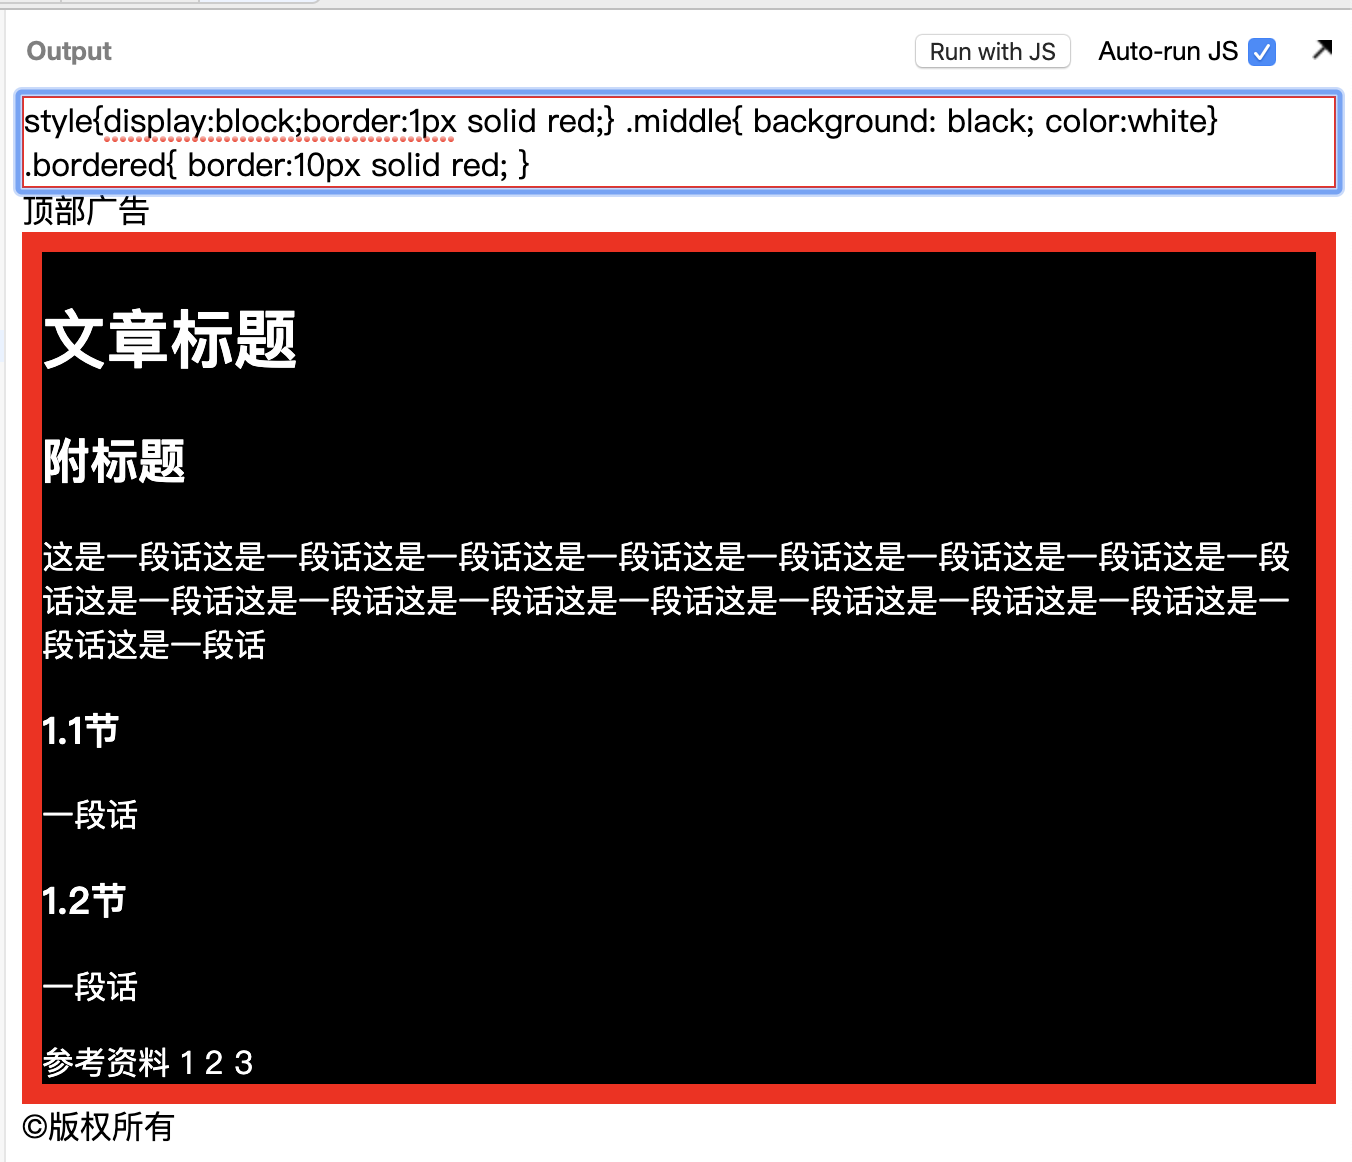 Output
Run with JS
Auto-run JS
style{display:block;border:1px solid red;} .middle{ background: black; color:white}
.bordered{ border:10px solid red; }
顶部广告
文章标题
附标题
这是一段话这是一段话这是一段话这是一段话这是一段话这是一段话这是一段话这是一段
话这是一段话这是一段话这是一段话这是一段话这是一段话这是一段话这是一段话这是一
段话这是一段话
1.1节
一段话
1.2节
一段话
参考资料 1 2 3
©版权所有